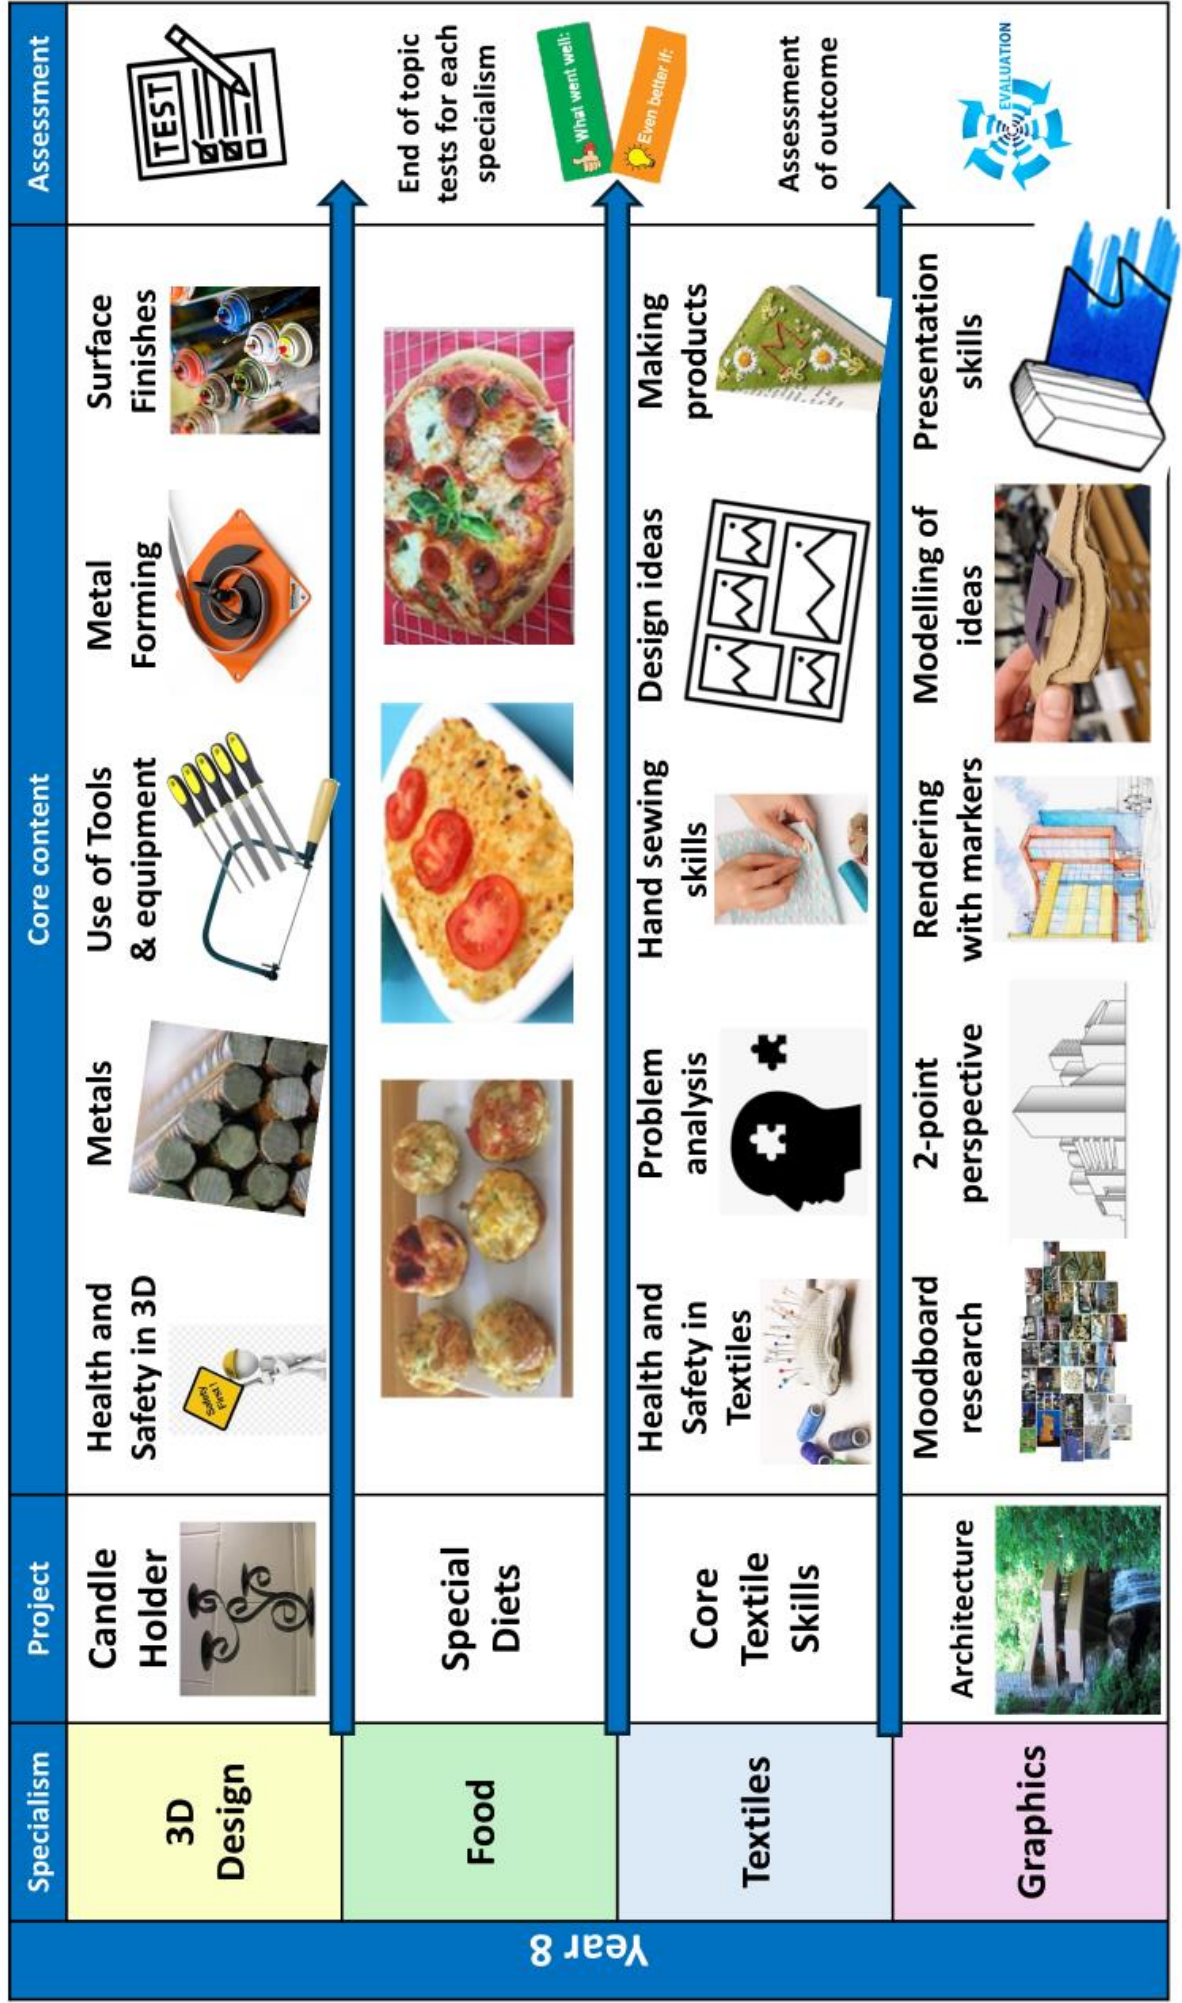 Year 8
Specialism
Project
Core content
Assessment
3D
Design
Candle
Holder
Health and
Safety in 3D
Safety
First!
Metals
Use of Tools
& equipment
Metal
Forming
Surface
Finishes
TEST
Food
Special
Diets
End of topic
tests for each
specialism
What went well:
Even better if:
Textiles
Core
Textile
Skills
Health and
Safety in
Textiles
Problem
analysis
Hand sewing
skills
Design ideas
Making
products
M
Assessment
of outcome
Graphics
Architecture
Moodboard
research
2-point
perspective
Rendering
with markers
Modelling of
ideas
Presentation
skills
EVALUATION